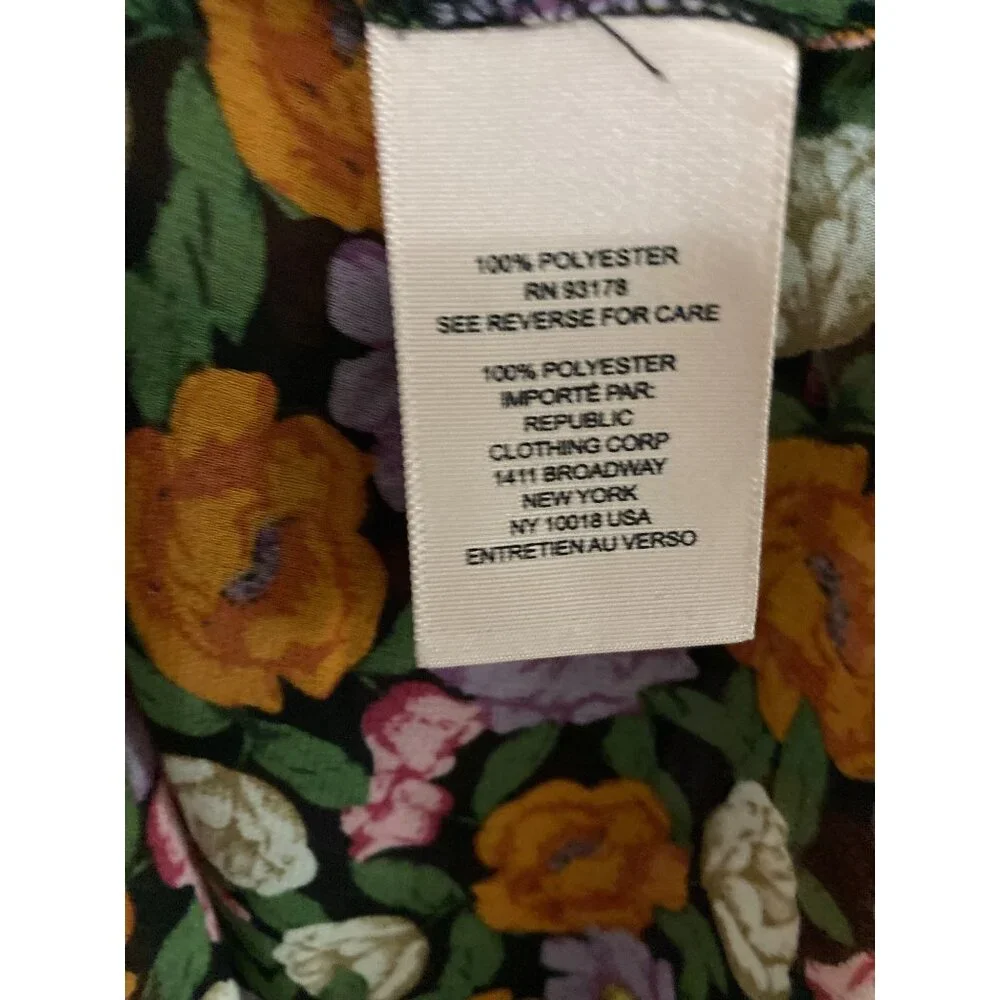 100% POLYESTER
RN 93178
SEE REVERSE FOR CARE
100% POLYESTER
IMPORTÉ PAR:
REPUBLIC
CLOTHING CORP
1411 BROADWAY
NEW YORK
NY 10018 USA
ENTRETIEN AU VERSO